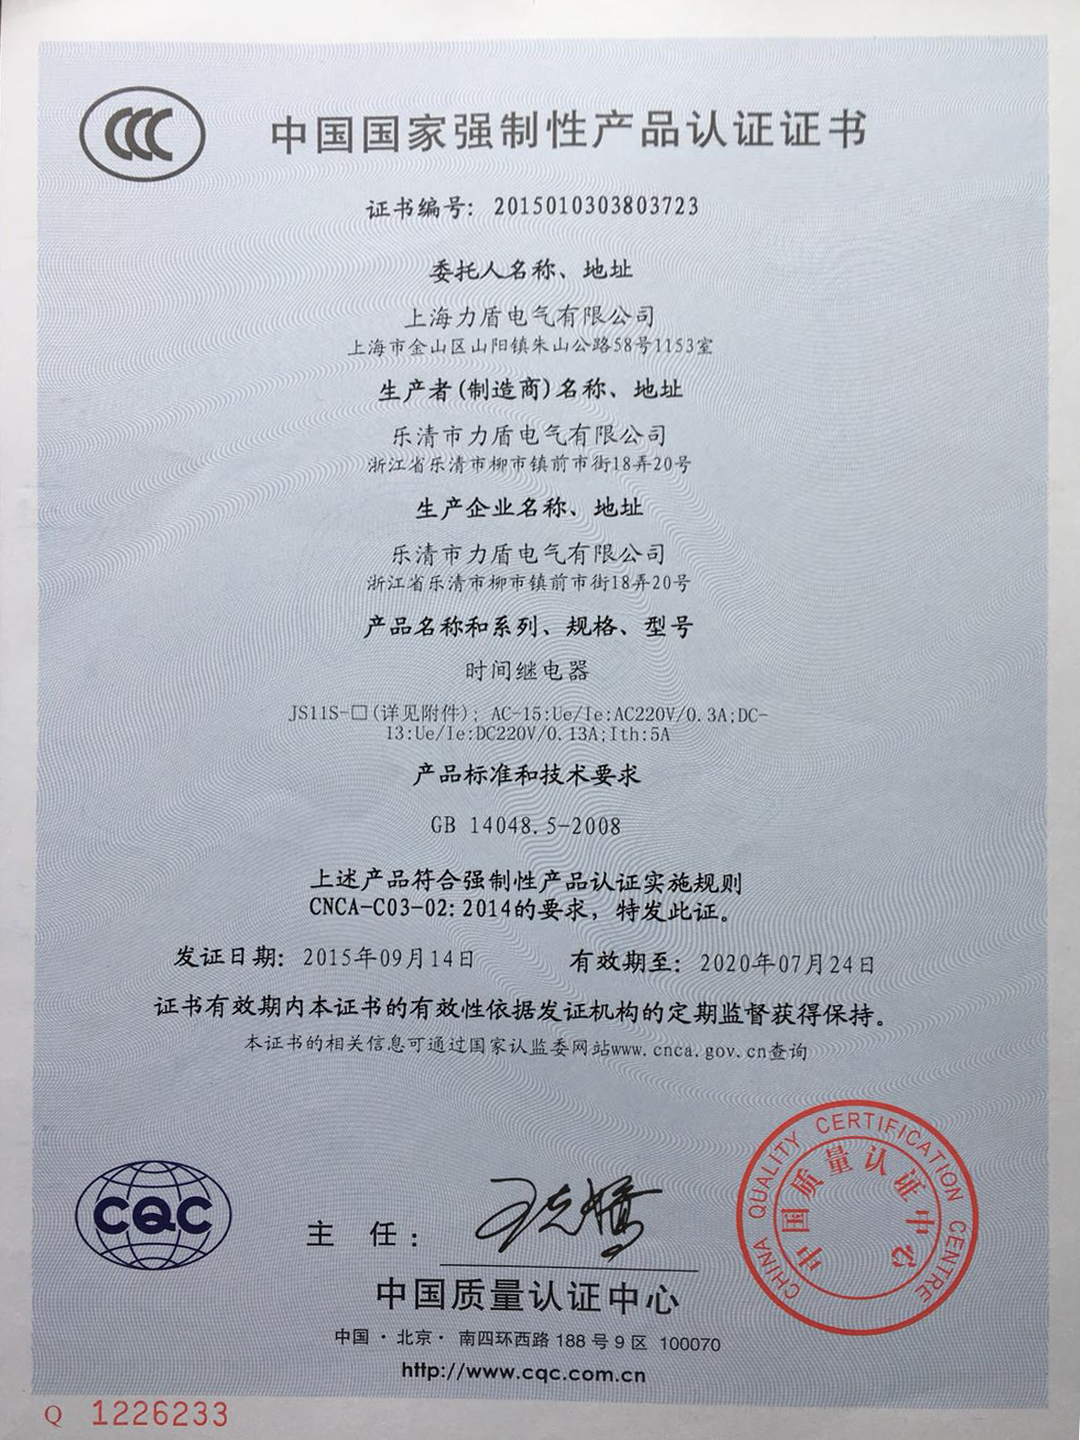 中国国家强制性产品认证证书
证书编号: 2015010303803723
委托人名称、地址
上海力盾电气有限公司
上海市金山区山阳镇朱山公路58号1153室
生产者(制造商)名称、地址
乐清市力盾电气有限公司
浙江省乐清市柳市镇前市街18弄20号
生产企业名称、地址
乐清市力盾电气有限公司
浙江省乐清市柳市镇前市街18弄20号
产品名称和系列、规格、型号
时间继电器
JS11S-□(详见附件); AC-15:Ue/Ie:AC220V/0.3A;DC-
13:Ue/Ie:DC220V/0.13A;Ith:5A
产品标准和技术要求
GB 14048.5-2008
上述产品符合强制性产品认证实施规则
CNCA-C03-02:2014的要求，特发此证。
发证日期: 2015年09月14日 有效期至: 2020年07月24日
证书有效期内本证书的有效性依据发证机构的定期监督获得保持。
本证书的相关信息可通过国家认监委网站www.cnca.gov.cn查询
CQC
主 任:
CHINA QUALITY CERTIFICATION CENTRE
中国质量认证中心
中国质量认证中心
中国·北京·南四环西路 188 号 9 区 100070
http://www.cqc.com.cn
Q 1226233